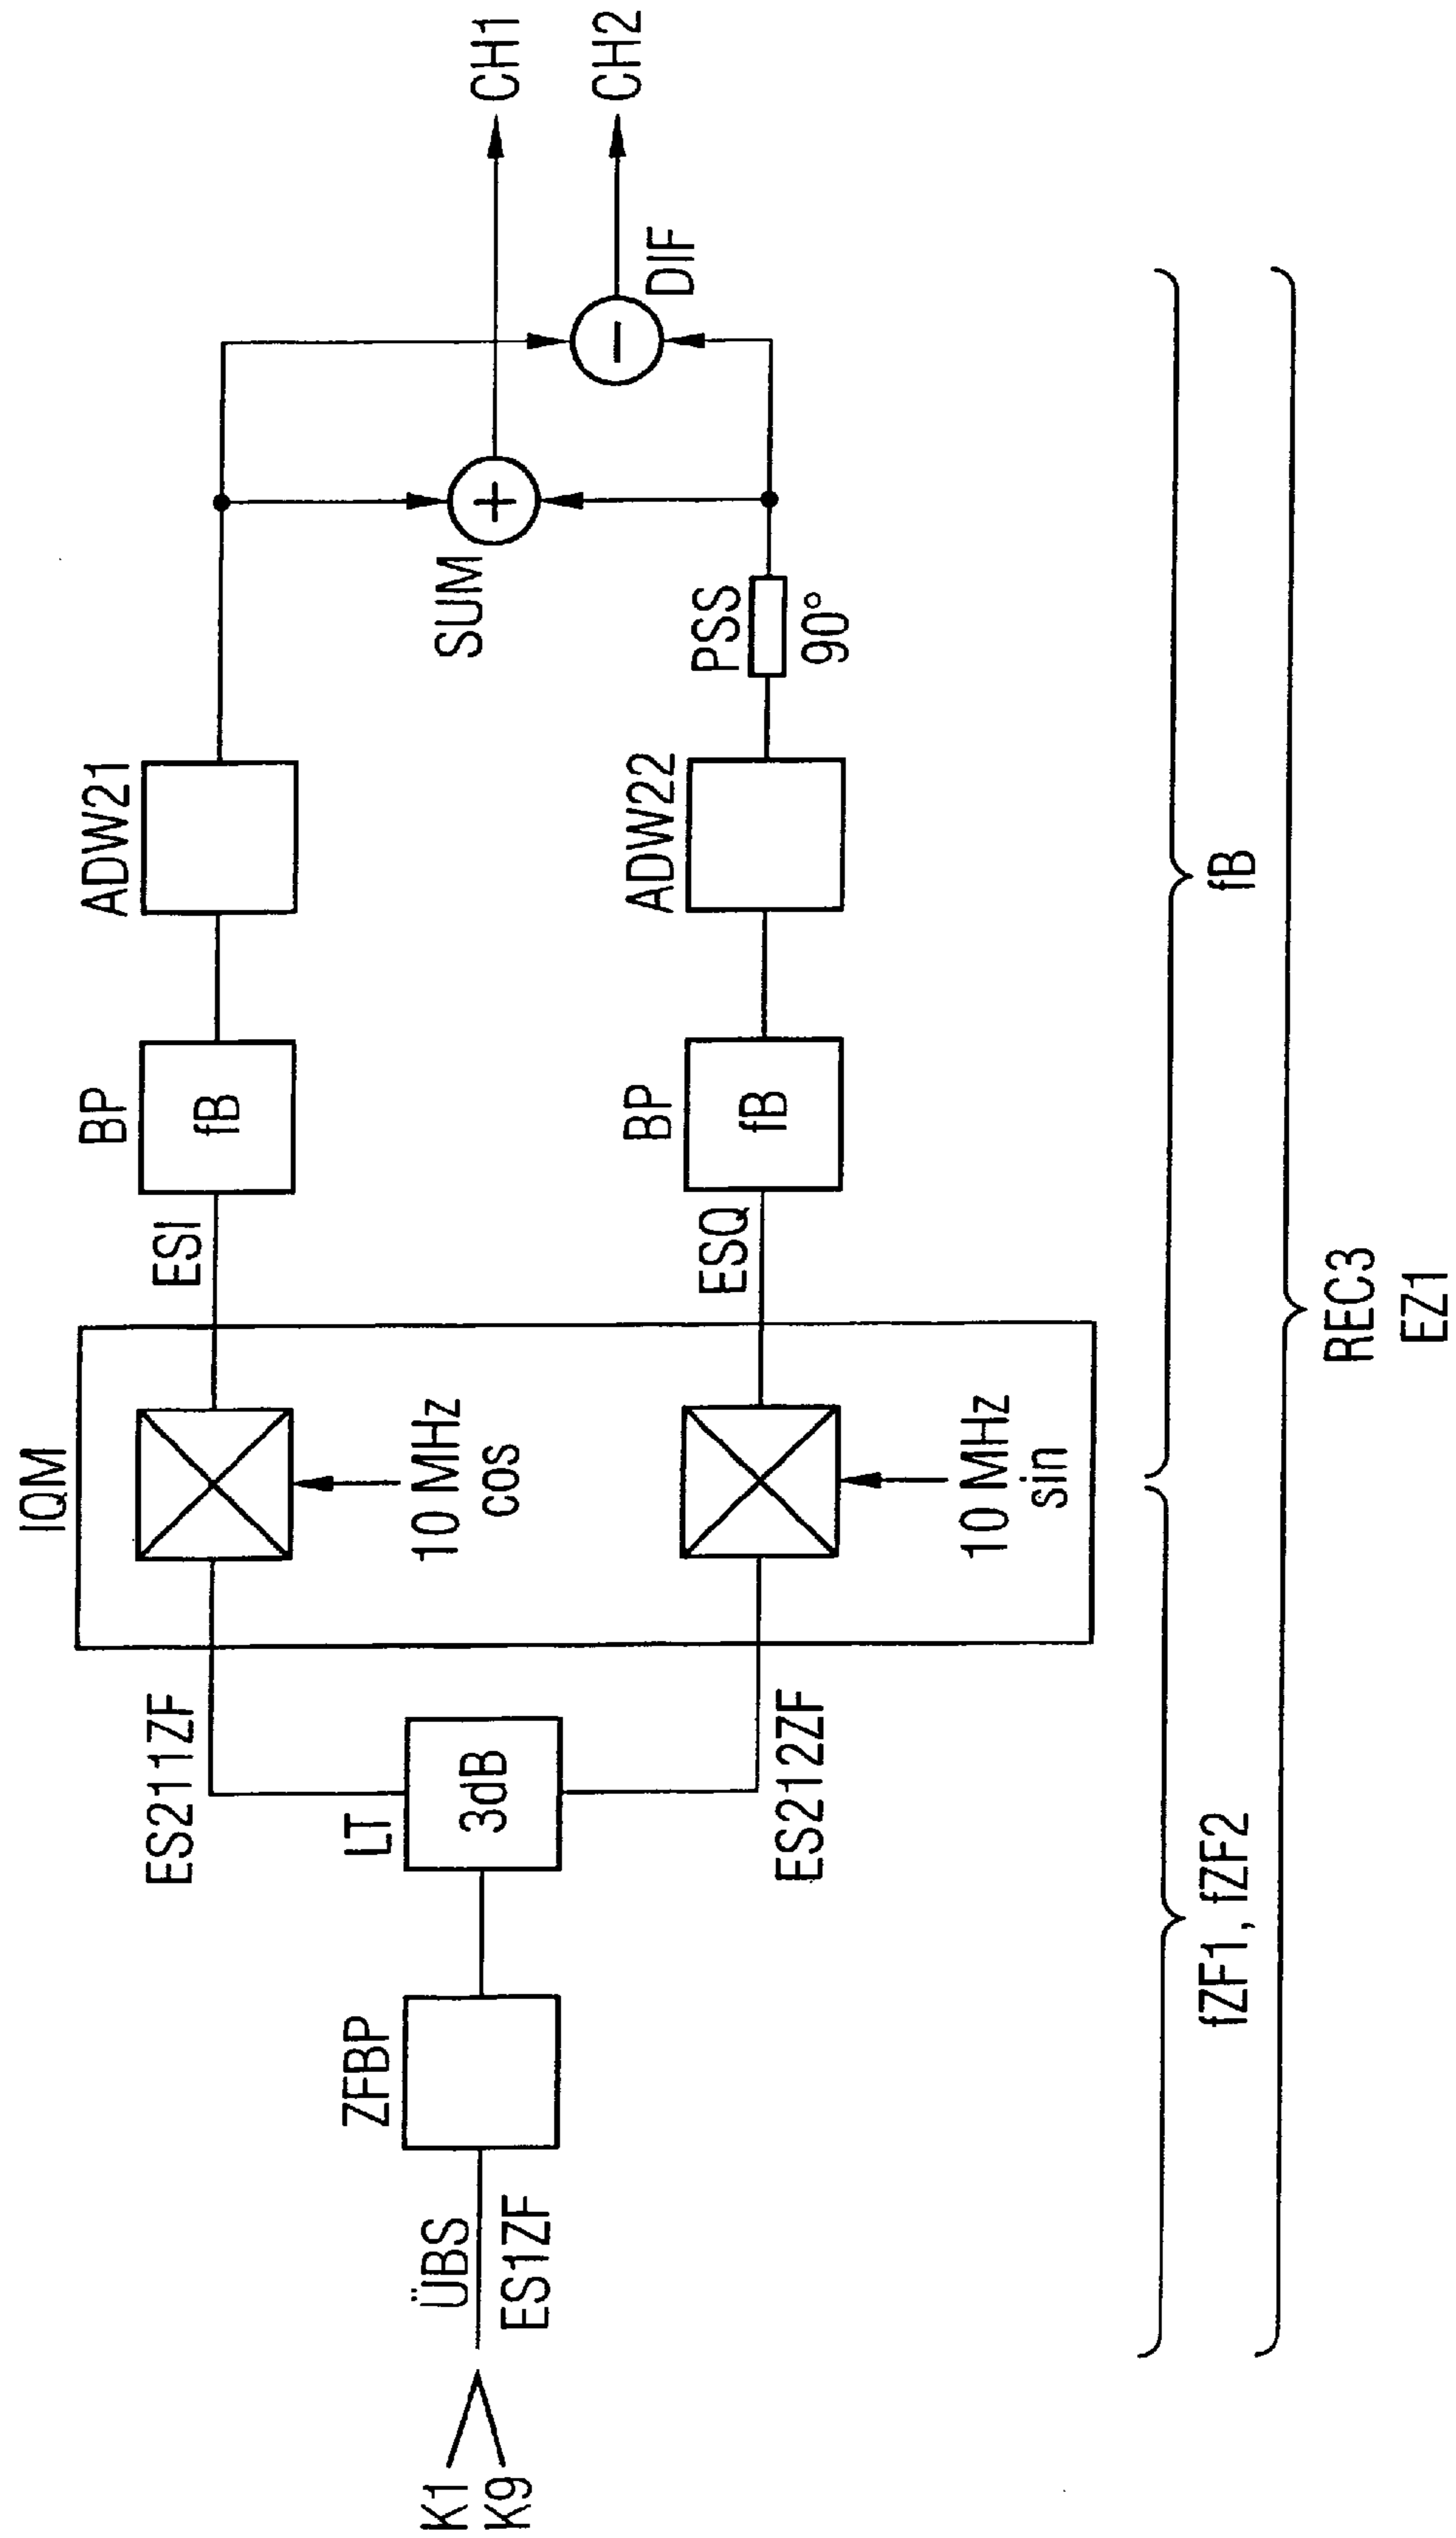 K1
K9
ÜBS
ES1ZF
ZFBP
LT
3dB
ES211ZF
ES212ZF
IQM
10 MHz
cos
10 MHz
sin
ESI
ESQ
BP
fB
BP
fB
ADW21
ADW22
PSS
90°
SUM
+
−
DIF
CH1
CH2
fZF1, fZF2
fB
REC3
EZ1